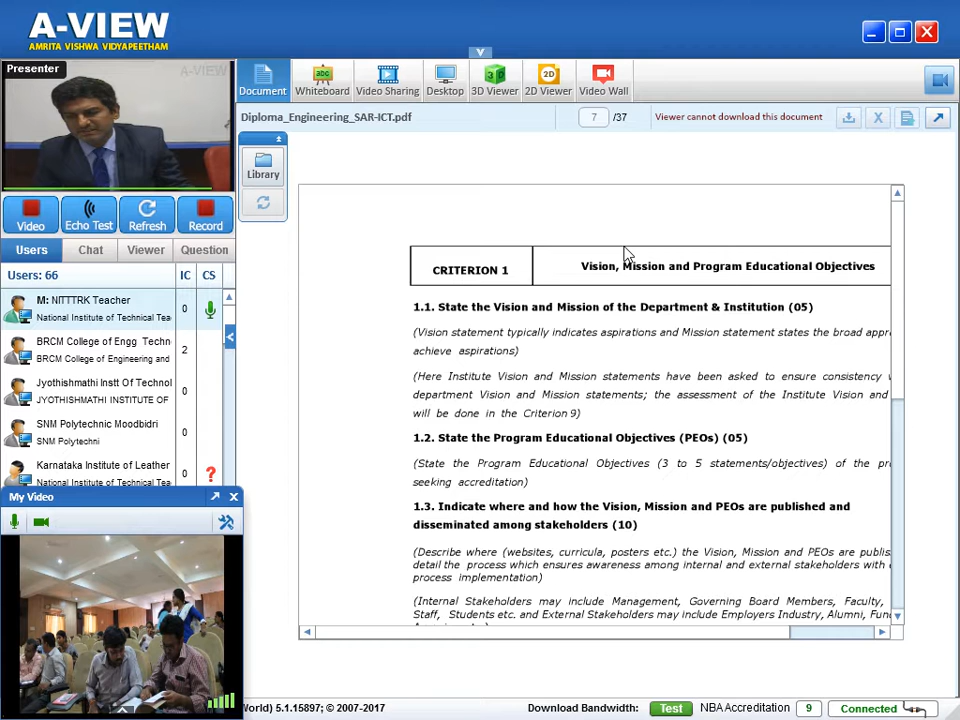 A-VIEW
AMRITA VISHWA VIDYAPEETHAM
Presenter
A-VIEW
Document
abc
Whiteboard
Video Sharing
Desktop
3D
3D Viewer
2D
2D Viewer
Video Wall
Diploma_Engineering_SAR-ICT.pdf
7 /37
Viewer cannot download this document
Library
Video
Echo Test
Refresh
Record
Users
Chat
Viewer
Question
Users: 66
IC
CS
M: NITTTRK Teacher
National Institute of Technical Tea
0
BRCM College of Engg Techn
BRCM College of Engineering and
2
Jyothishmathi Instt Of Technol
JYOTHISHMATHI INSTITUTE OF
0
SNM Polytechnic Moodbidri
SNM Polytechni
0
Karnataka Institute of Leather
National Institute of Technical Tea
0
?
My Video
CRITERION 1
Vision, Mission and Program Educational Objectives
1.1. State the Vision and Mission of the Department & Institution (05)
(Vision statement typically indicates aspirations and Mission statement states the broad appr
achieve aspirations)
(Here Institute Vision and Mission statements have been asked to ensure consistency
department Vision and Mission statements; the assessment of the Institute Vision and
will be done in the Criterion 9)
1.2. State the Program Educational Objectives (PEOs) (05)
(State the Program Educational Objectives (3 to 5 statements/objectives) of the pr
seeking accreditation)
1.3. Indicate where and how the Vision, Mission and PEOs are published and
disseminated among stakeholders (10)
(Describe where (websites, curricula, posters etc.) the Vision, Mission and PEOs are publis
detail the process which ensures awareness among internal and external stakeholders with
process implementation)
(Internal Stakeholders may include Management, Governing Board Members, Faculty,
Staff, Students etc. and External Stakeholders may include Employers Industry, Alumni, Fun
World) 5.1.15897; © 2007-2017
Download Bandwidth:
Test
NBA Accreditation
9
Connected